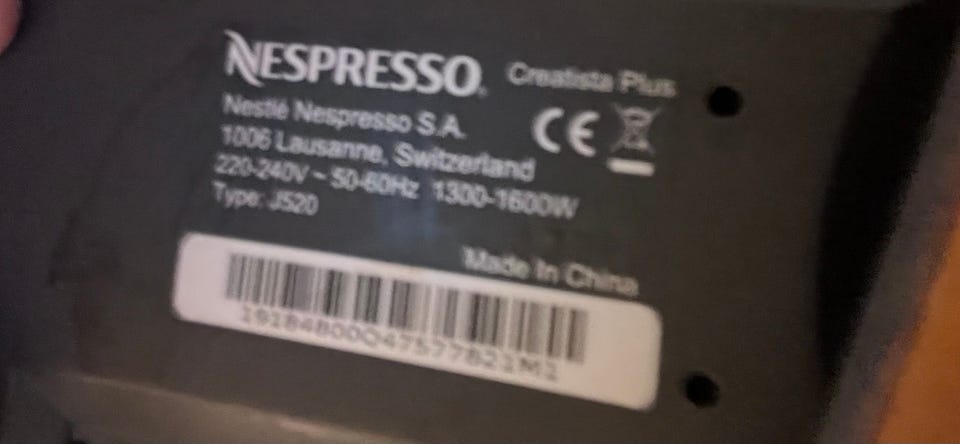 NESPRESSO Creatista Plus
Nestlé Nespresso S.A.
1006 Lausanne, Switzerland
220-240V ~ 50-60Hz 1300-1600W
Type: J520
Made In China